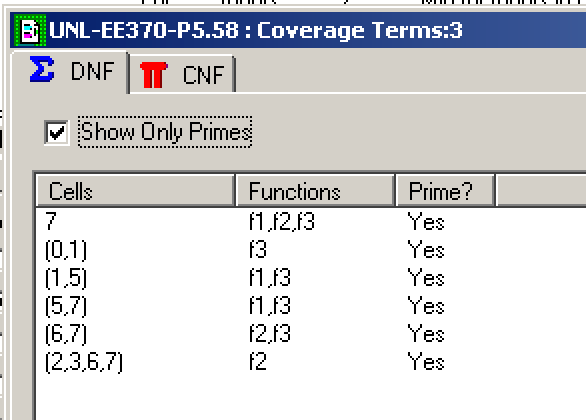 UNL-EE370-P5.58 : Coverage Terms:3
Σ DNF π CNF
Show Only Primes
Cells Functions Prime?
7 f1,f2,f3 Yes
(0,1) f3 Yes
(1,5) f1,f3 Yes
(5,7) f1,f3 Yes
(6,7) f2,f3 Yes
(2,3,6,7) f2 Yes